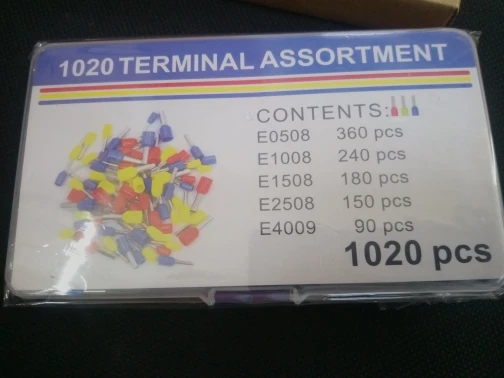 1020 TERMINAL ASSORTMENT
CONTENTS:
E0508 360 pcs
E1008 240 pcs
E1508 180 pcs
E2508 150 pcs
E4009 90 pcs
1020 pcs